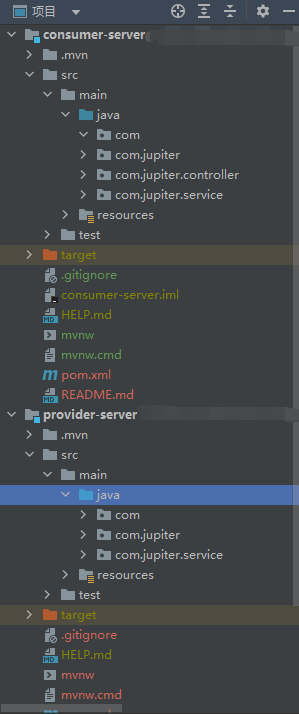 项目
consumer-server
.mvn
src
main
java
com
com.jupiter
com.jupiter.controller
com.jupiter.service
resources
test
target
.gitignore
consumer-server.iml
HELP.md
mvnw
mvnw.cmd
pom.xml
README.md
provider-server
.mvn
src
main
java
com
com.jupiter
com.jupiter.service
resources
test
target
.gitignore
HELP.md
mvnw
mvnw.cmd